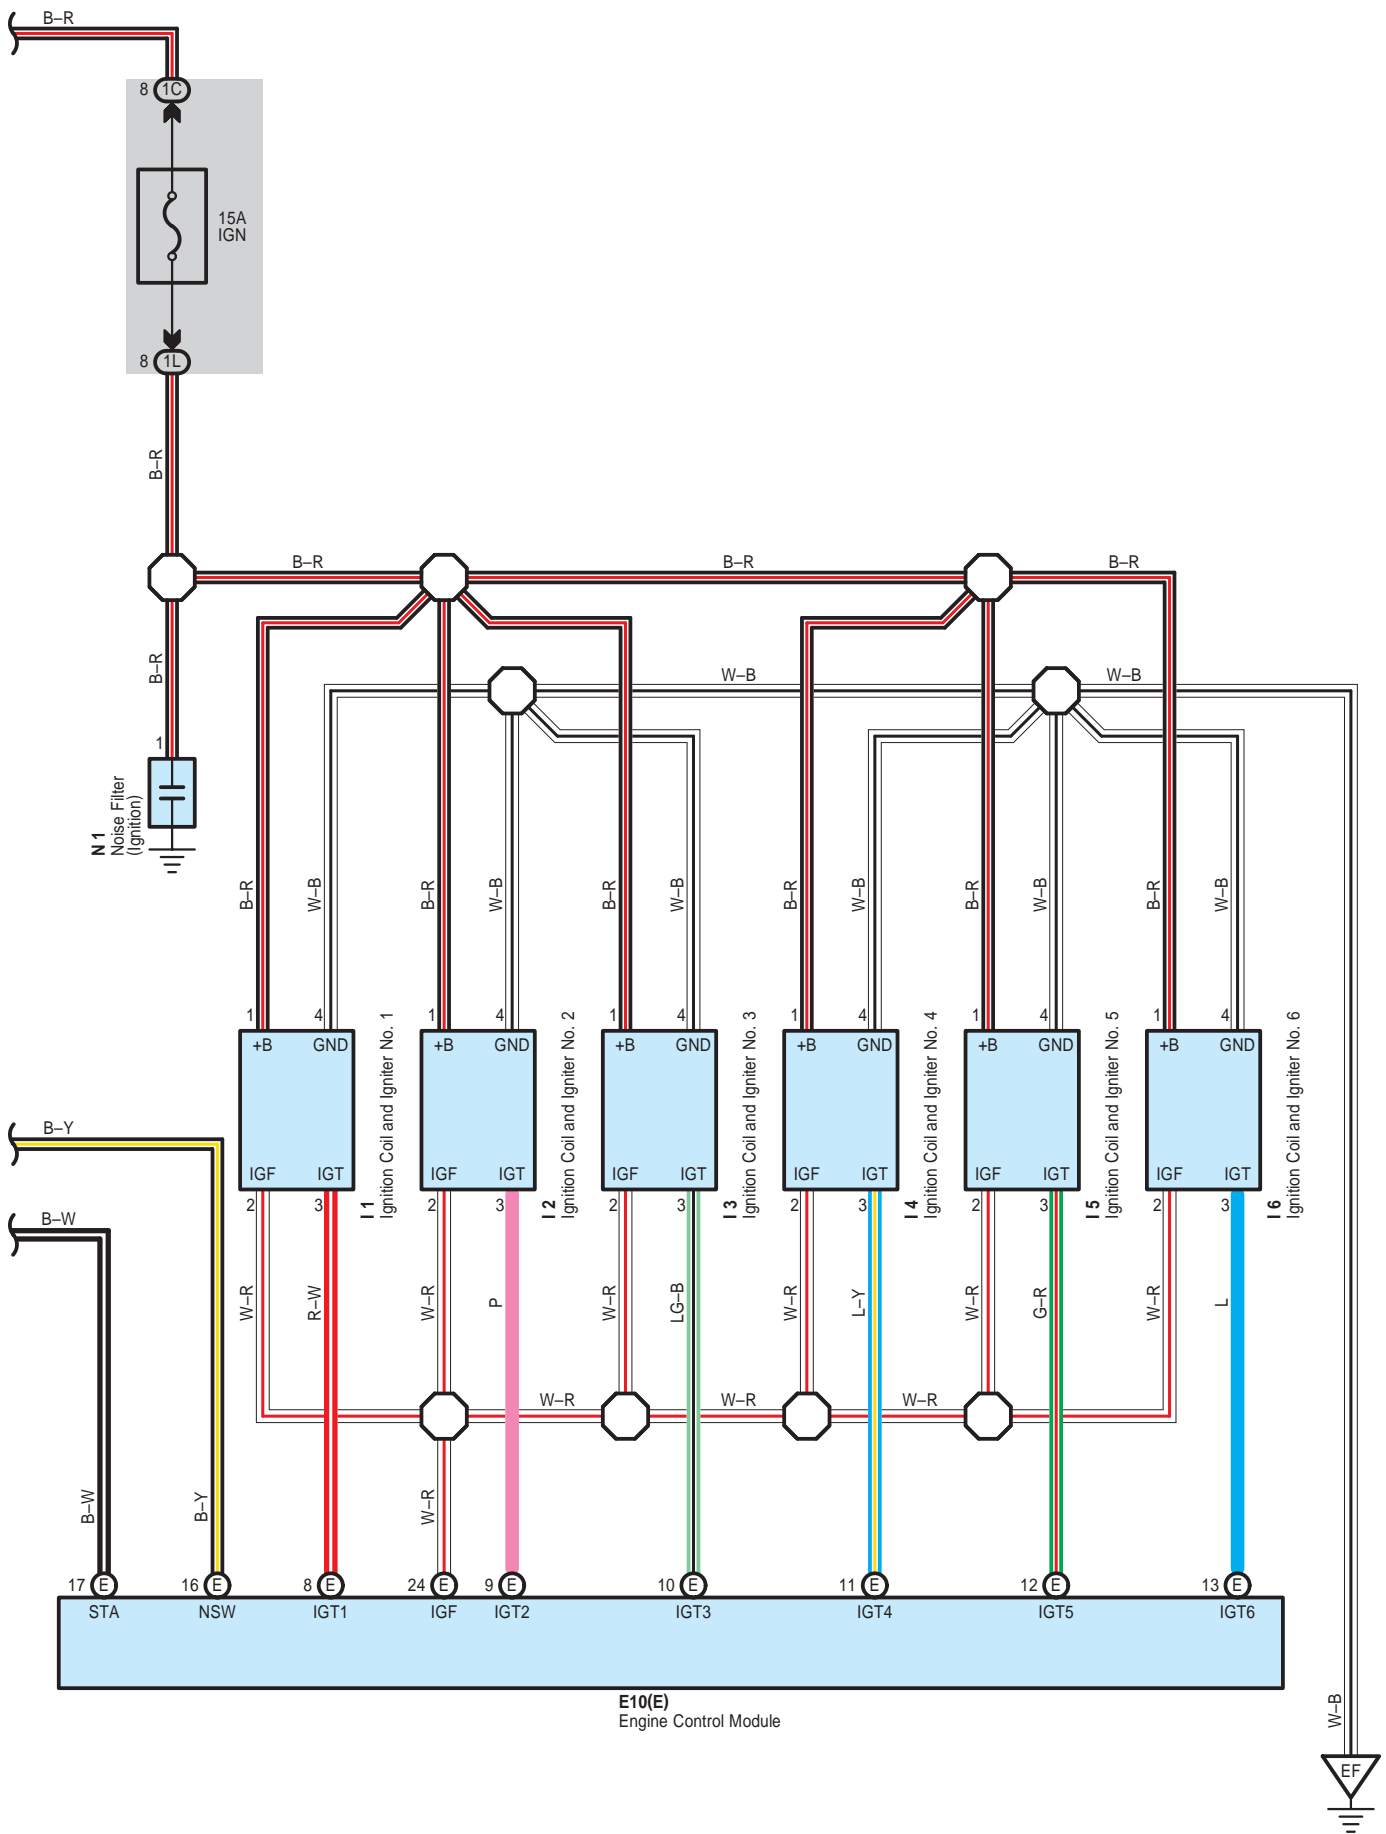 B–R
8 1C
15A
IGN
8 1L
B–R
B–R B–R B–R
B–R
W–B W–B
1
N 1
Noise Filter
(Ignition)
B–R W–B B–R W–B B–R W–B B–R W–B B–R W–B B–R W–B
1 4 1 4 1 4 1 4 1 4 1 4
+B GND +B GND +B GND +B GND +B GND +B GND
IGF IGT IGF IGT IGF IGT IGF IGT IGF IGT IGF IGT
2 3 2 3 2 3 2 3 2 3 2 3
I 1
Ignition Coil and Igniter No. 1
I 2
Ignition Coil and Igniter No. 2
I 3
Ignition Coil and Igniter No. 3
I 4
Ignition Coil and Igniter No. 4
I 5
Ignition Coil and Igniter No. 5
I 6
Ignition Coil and Igniter No. 6
B–Y
B–W
W–R R–W W–R P W–R LG–B W–R L–Y W–R G–R W–R L
W–R W–R W–R
B–W B–Y W–R
17 E 16 E 8 E 24 E 9 E 10 E 11 E 12 E 13 E
STA NSW IGT1 IGF IGT2 IGT3 IGT4 IGT5 IGT6
E10(E)
Engine Control Module
W–B
EF